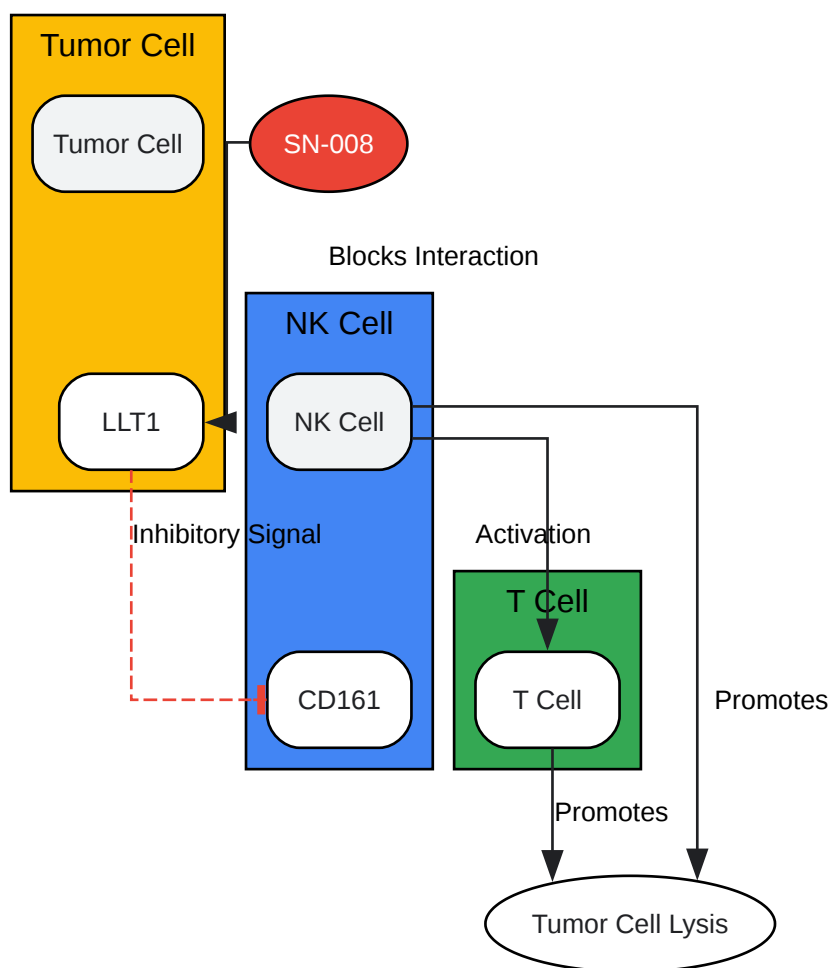 Tumor Cell
Tumor Cell
SN-008
Blocks Interaction
NK Cell
LLT1
NK Cell
Inhibitory Signal
Activation
T Cell
CD161
T Cell
Promotes
Promotes
Tumor Cell Lysis